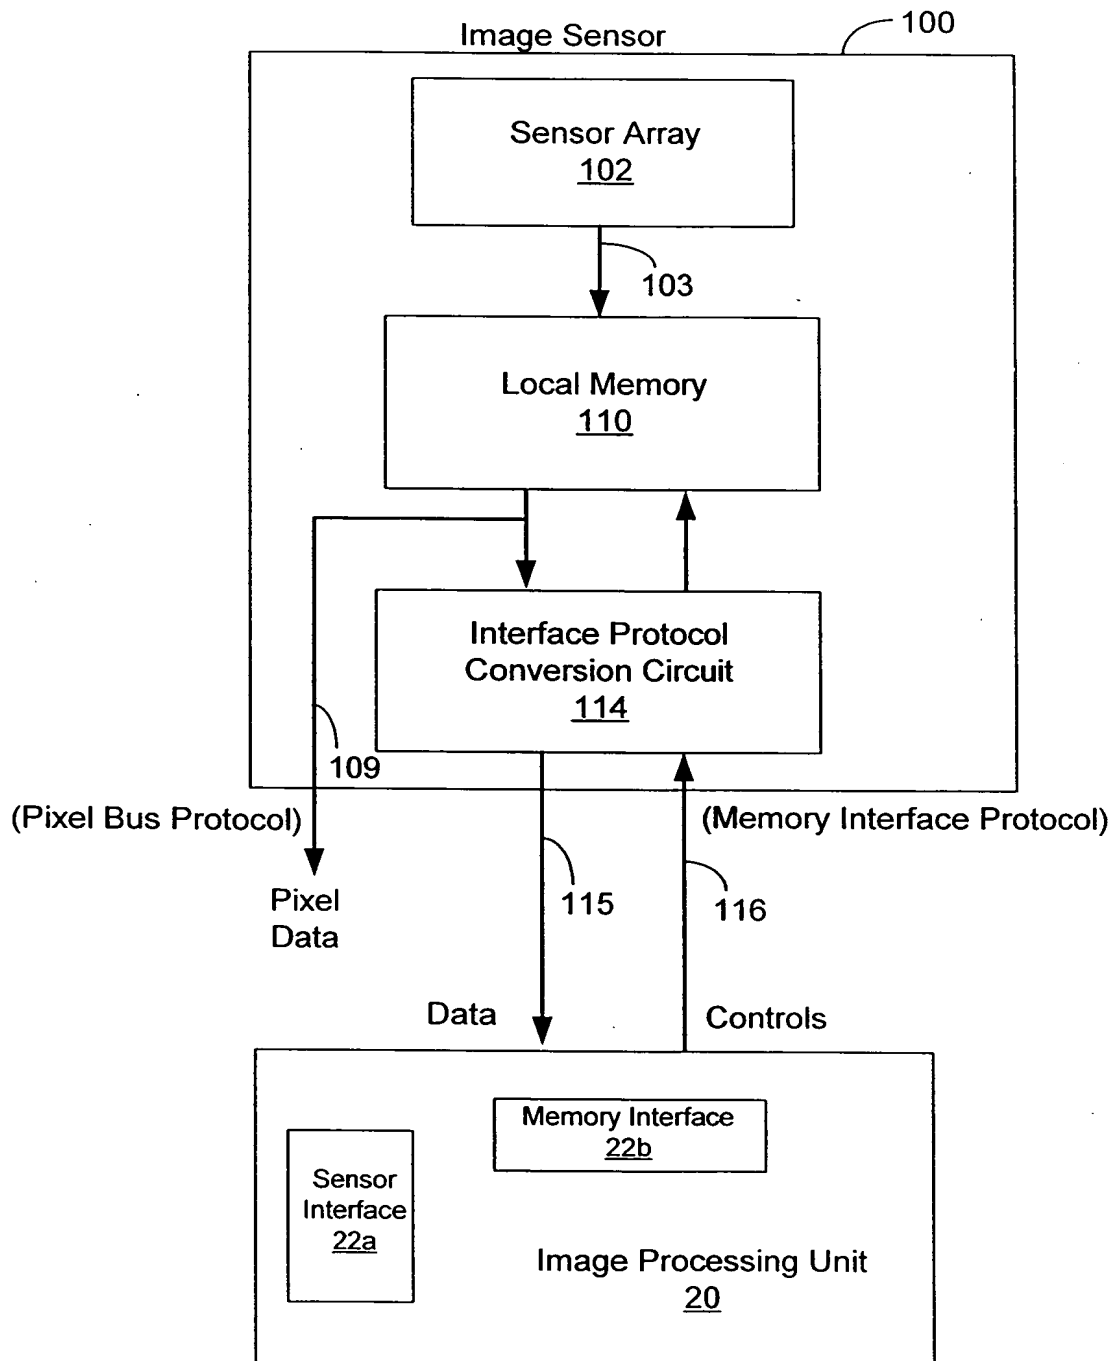 100
Image Sensor
Sensor Array
102
103
Local Memory
110
Interface Protocol
Conversion Circuit
114
109
(Pixel Bus Protocol)
(Memory Interface Protocol)
Pixel
Data
115
116
Data
Controls
Memory Interface
22b
Sensor
Interface
22a
Image Processing Unit
20